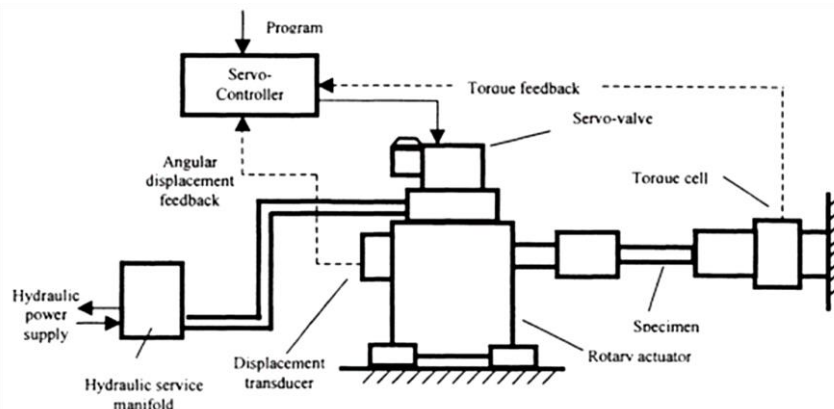 Program
Servo-
Controller
Torque feedback
Servo-valve
Angular
displacement
feedback
Torque cell
Hydraulic
power
supply
Specimen
Displacement
transducer
Rotary actuator
Hydraulic service
manifold